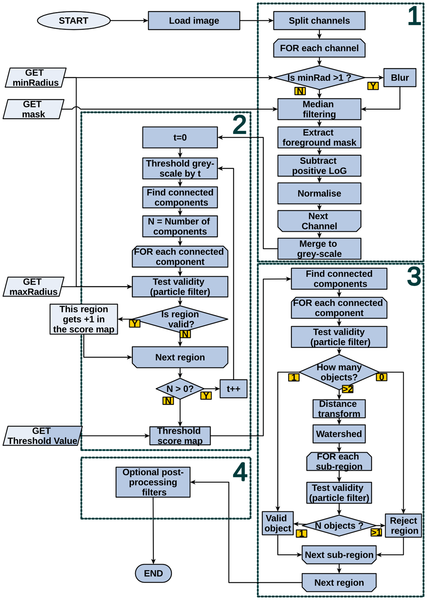 START
Load image
1
Split channels
FOR each channel
GET
minRadius
Is minRad >1 ?
Y
Blur
N
GET
mask
Median
filtering
Extract
foreground mask
Subtract
positive LoG
Normalise
Next
Channel
Merge to
grey-scale
2
t=0
Threshold grey-
scale by t
Find connected
components
N = Number of
components
FOR each connected
component
GET
maxRadius
Test validity
(particle filter)
This region
gets +1 in
the score map
Y
Is region
valid?
N
Next region
N > 0?
Y
t++
N
GET
Threshold Value
Threshold
score map
3
Find connected
components
FOR each connected
component
Test validity
(particle filter)
How many
objects?
1
0
>2
Distance
transform
Watershed
FOR each
sub-region
Test validity
(particle filter)
Valid
object
1
N objects ?
>1
Reject
region
Next sub-region
Next region
4
Optional post-
processing
filters
END